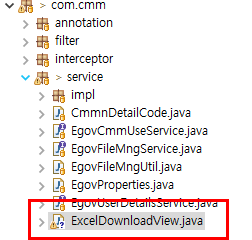 > com.cmm
annotation
filter
interceptor
> service
impl
CmmnDetailCode.java
EgovCmmUseService.java
EgovFileMngService.java
EgovFileMngUtil.java
EgovProperties.java
EgovUserDetailsService.java
ExcelDownloadView.java